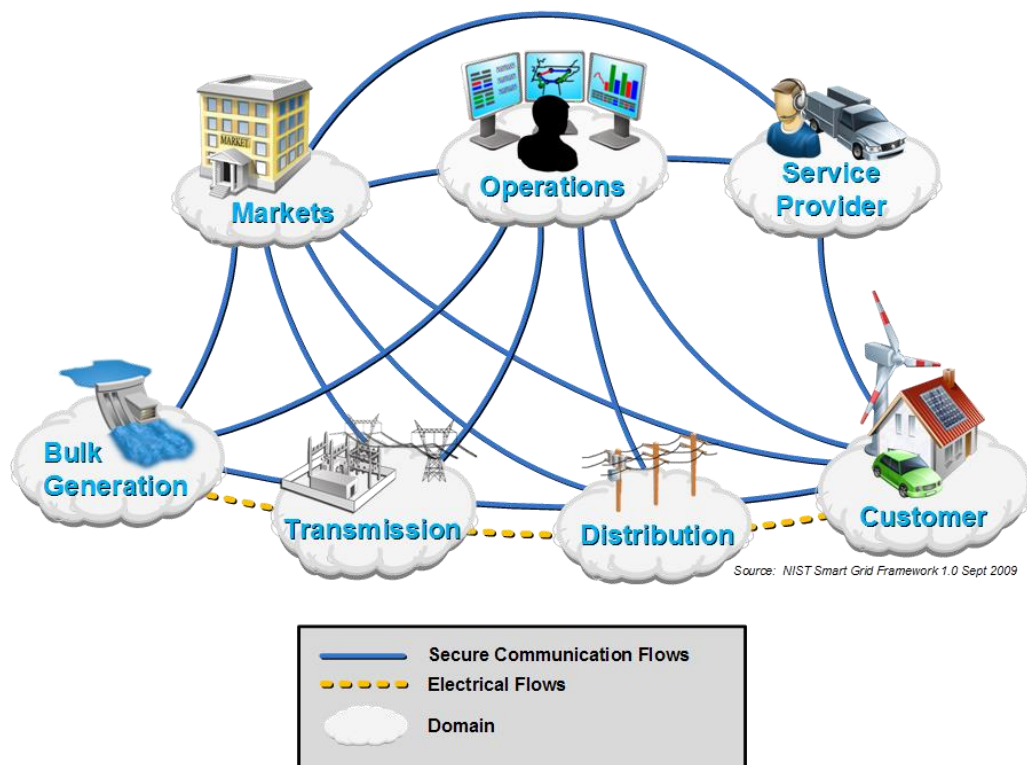 MARKET
Markets
Operations
Service
Provider
Bulk
Generation
Transmission
Distribution
Customer
Source: NIST Smart Grid Framework 1.0 Sept 2009
Secure Communication Flows
Electrical Flows
Domain